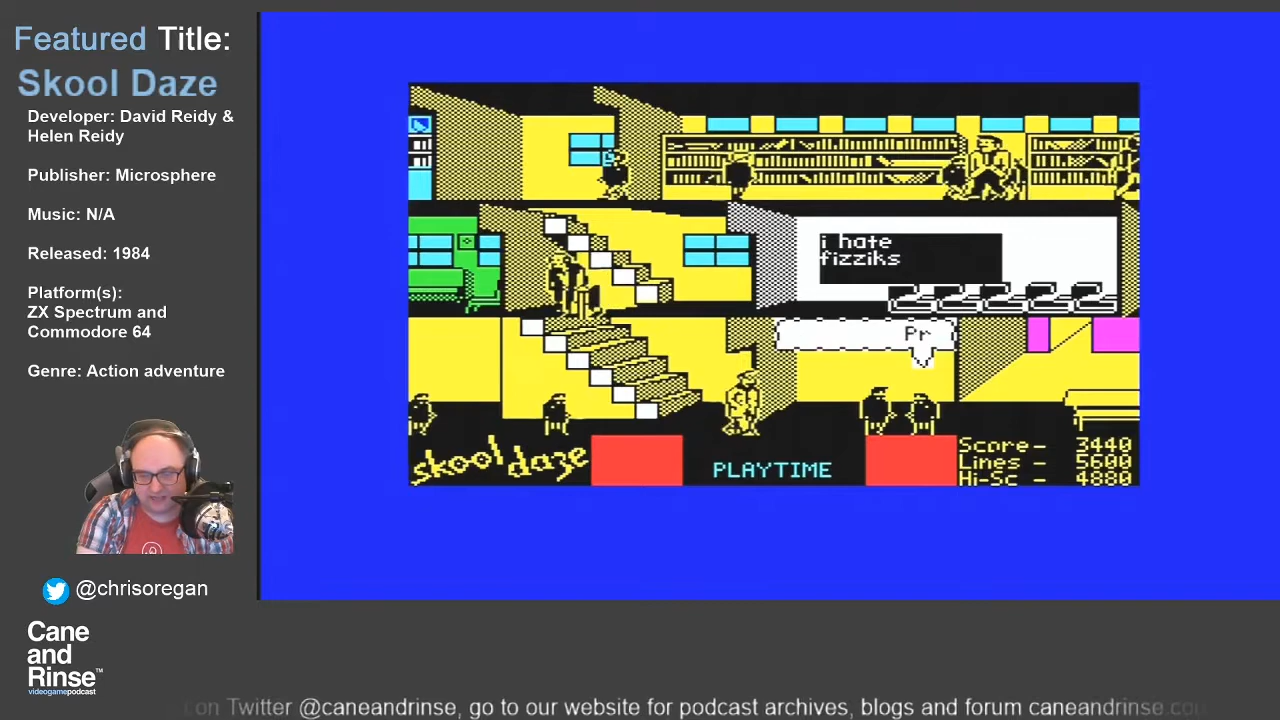 Featured Title:
Skool Daze
Developer: David Reidy &
Helen Reidy
Publisher: Microsphere
Music: N/A
Released: 1984
Platform(s):
ZX Spectrum and
Commodore 64
Genre: Action adventure
@chrisoregan
Cane
and
Rinse™
videogamepodcast
i hate
fizziks
Pr
skool daze
PLAYTIME
Score- 3440
Lines - 5600
Hi-Sc - 4880
on Twitter @caneandrinse, go to our website for podcast archives, blogs and forum caneandrinse.co